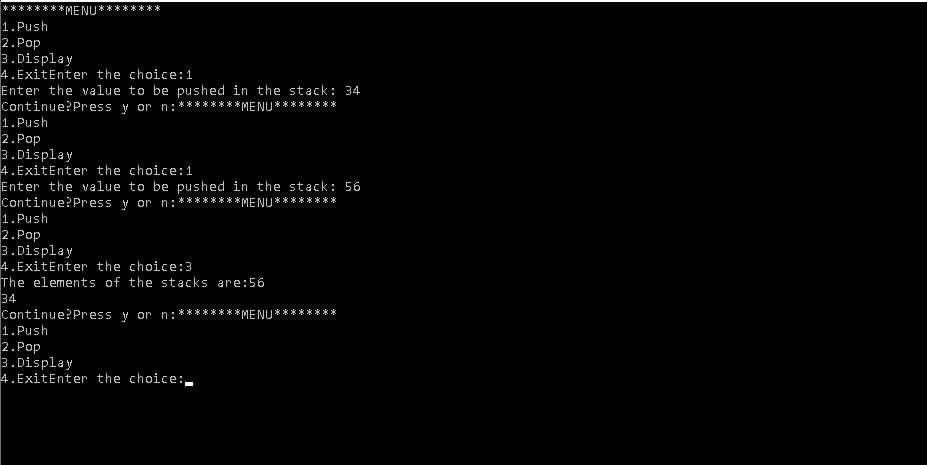 ********MENU********
1.Push
2.Pop
3.Display
4.ExitEnter the choice:1
Enter the value to be pushed in the stack: 34
Continue?Press y or n:********MENU********
1.Push
2.Pop
3.Display
4.ExitEnter the choice:1
Enter the value to be pushed in the stack: 56
Continue?Press y or n:********MENU********
1.Push
2.Pop
3.Display
4.ExitEnter the choice:3
The elements of the stacks are:56
34
Continue?Press y or n:********MENU********
1.Push
2.Pop
3.Display
4.ExitEnter the choice: